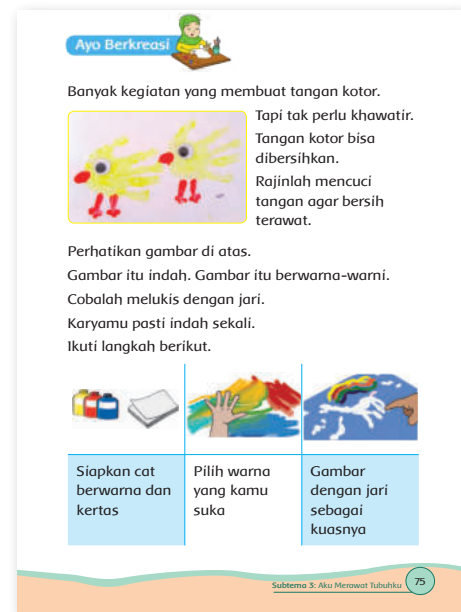 Ayo Berkreasi
Banyak kegiatan yang membuat tangan kotor.
Tapi tak perlu khawatir.
Tangan kotor bisa
dibersihkan.
Rajinlah mencuci
tangan agar bersih
terawat.
Perhatikan gambar di atas.
Gambar itu indah. Gambar itu berwarna-warni.
Cobalah melukis dengan jari.
Karyamu pasti indah sekali.
Ikuti langkah berikut.
Siapkan cat
berwarna dan
kertas
Pilih warna
yang kamu
suka
Gambar
dengan jari
sebagai
kuasnya
Subtema 3: Aku Merawat Tubuhku
75